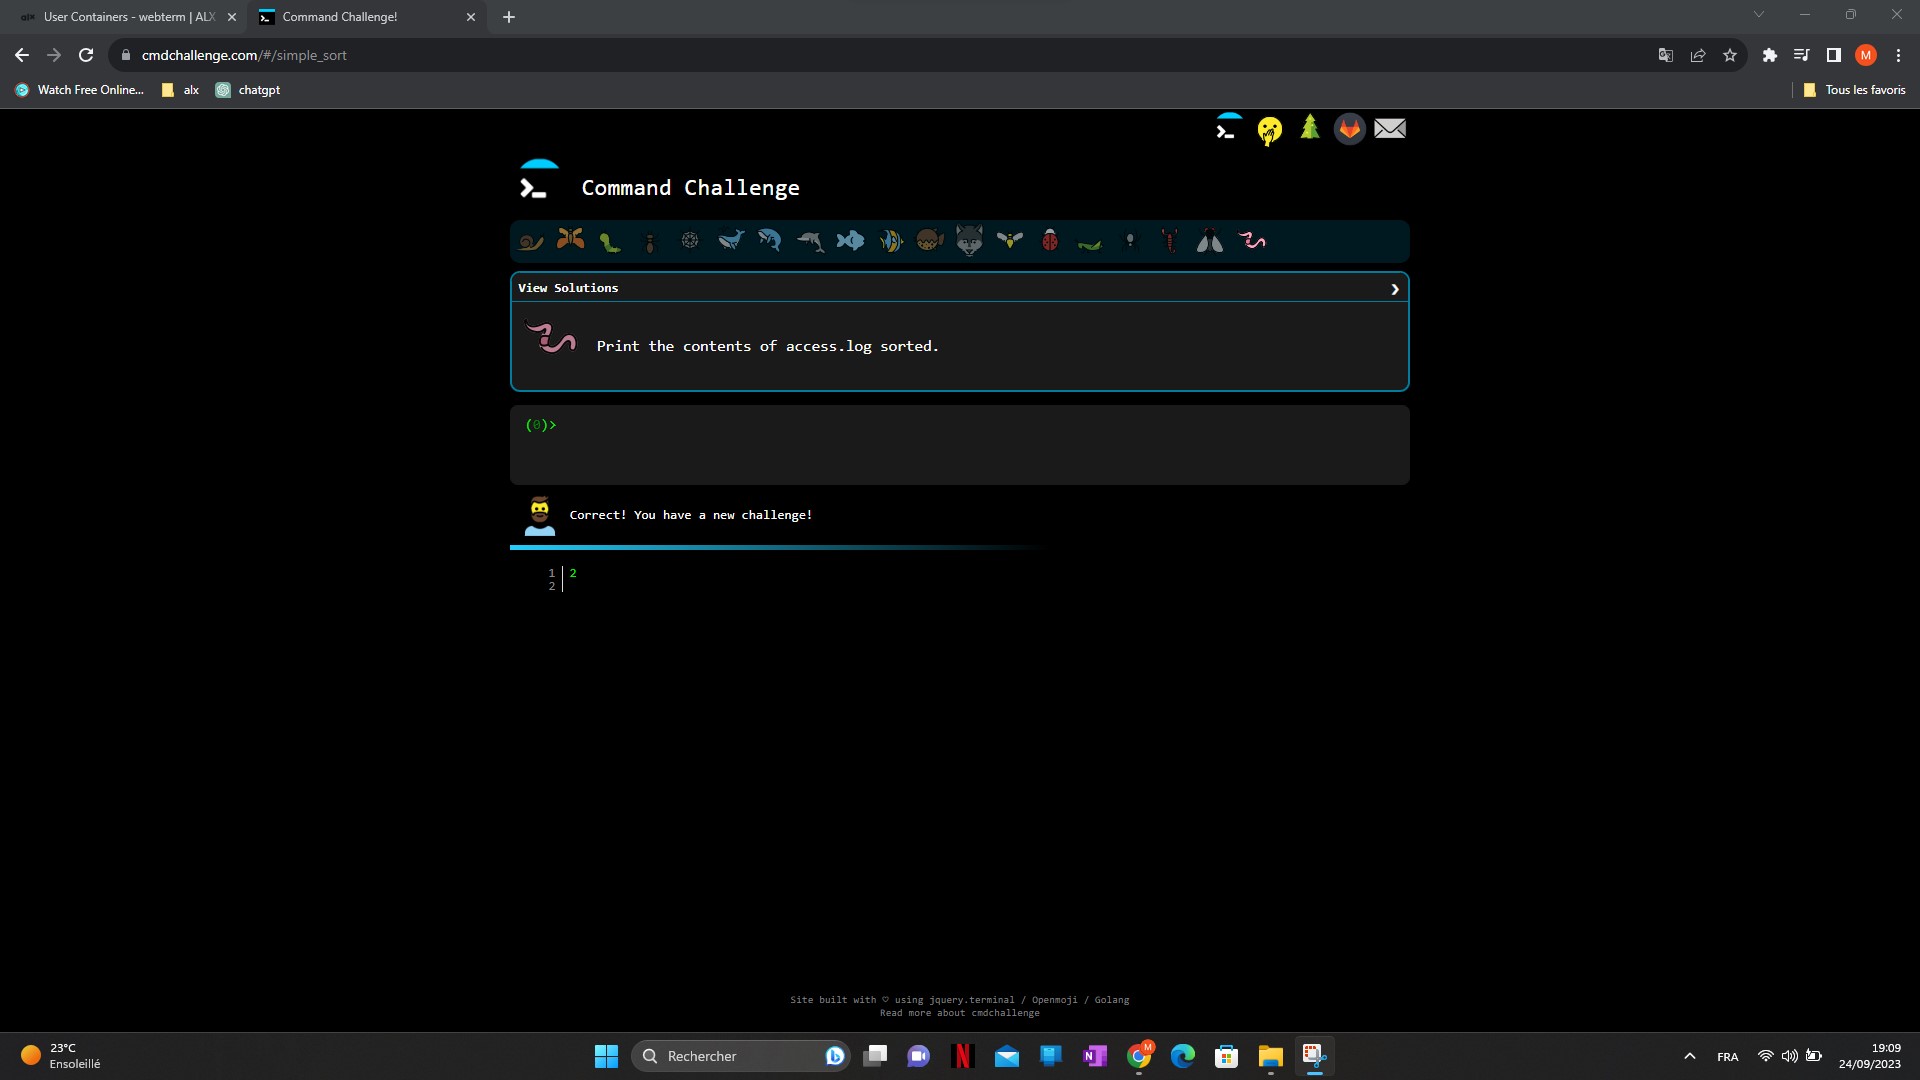 User Containers - webterm | ALX
Command Challenge!
cmdchallenge.com/#/simple_sort
M
Watch Free Online...
alx
chatgpt
Tous les favoris
Command Challenge
View Solutions
Print the contents of access.log sorted.
(0)>
Correct! You have a new challenge!
1 2
2
Site built with ♡ using jquery.terminal / Openmoji / Golang
Read more about cmdchallenge
23°C
Ensoleillé
Rechercher
FRA
19:09
24/09/2023